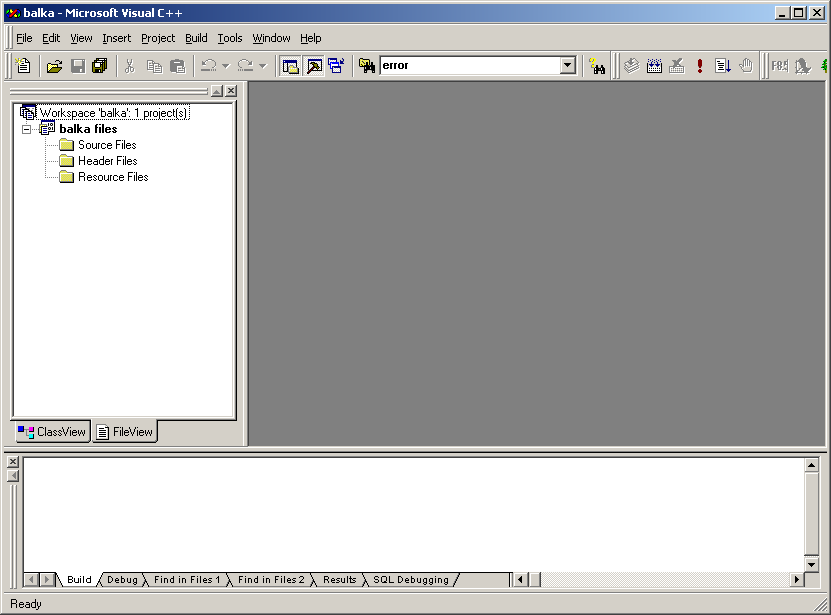 balka - Microsoft Visual C++
File Edit View Insert Project Build Tools Window Help
error
Workspace 'balka': 1 project(s)
balka files
Source Files
Header Files
Resource Files
ClassView FileView
Build Debug Find in Files 1 Find in Files 2 Results SQL Debugging
Ready